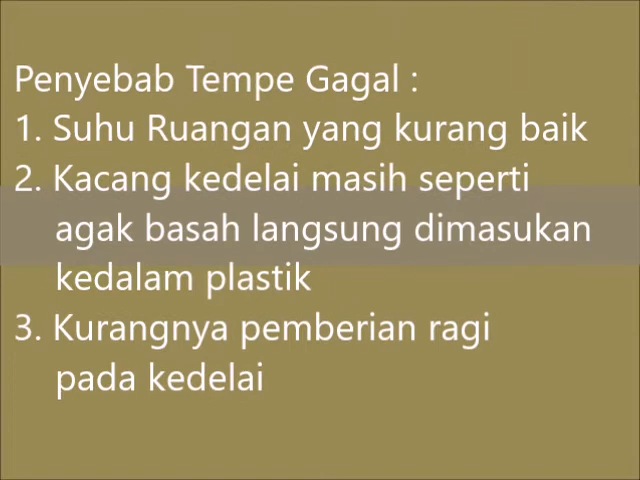 Penyebab Tempe Gagal :
1. Suhu Ruangan yang kurang baik
2. Kacang kedelai masih seperti
agak basah langsung dimasukan
kedalam plastik
3. Kurangnya pemberian ragi
pada kedelai